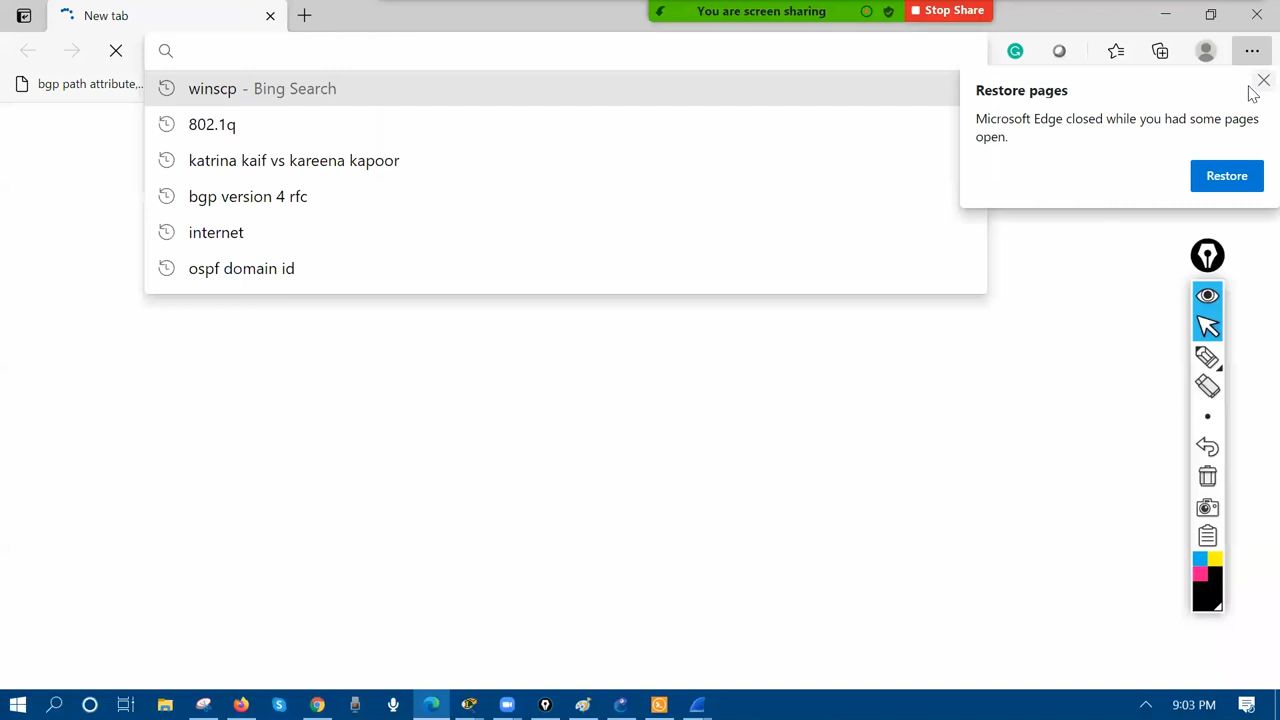 New tab
You are screen sharing
Stop Share
bgp path attribute,...
winscp - Bing Search
802.1q
katrina kaif vs kareena kapoor
bgp version 4 rfc
internet
ospf domain id
Restore pages
Microsoft Edge closed while you had some pages
open.
Restore
9:03 PM